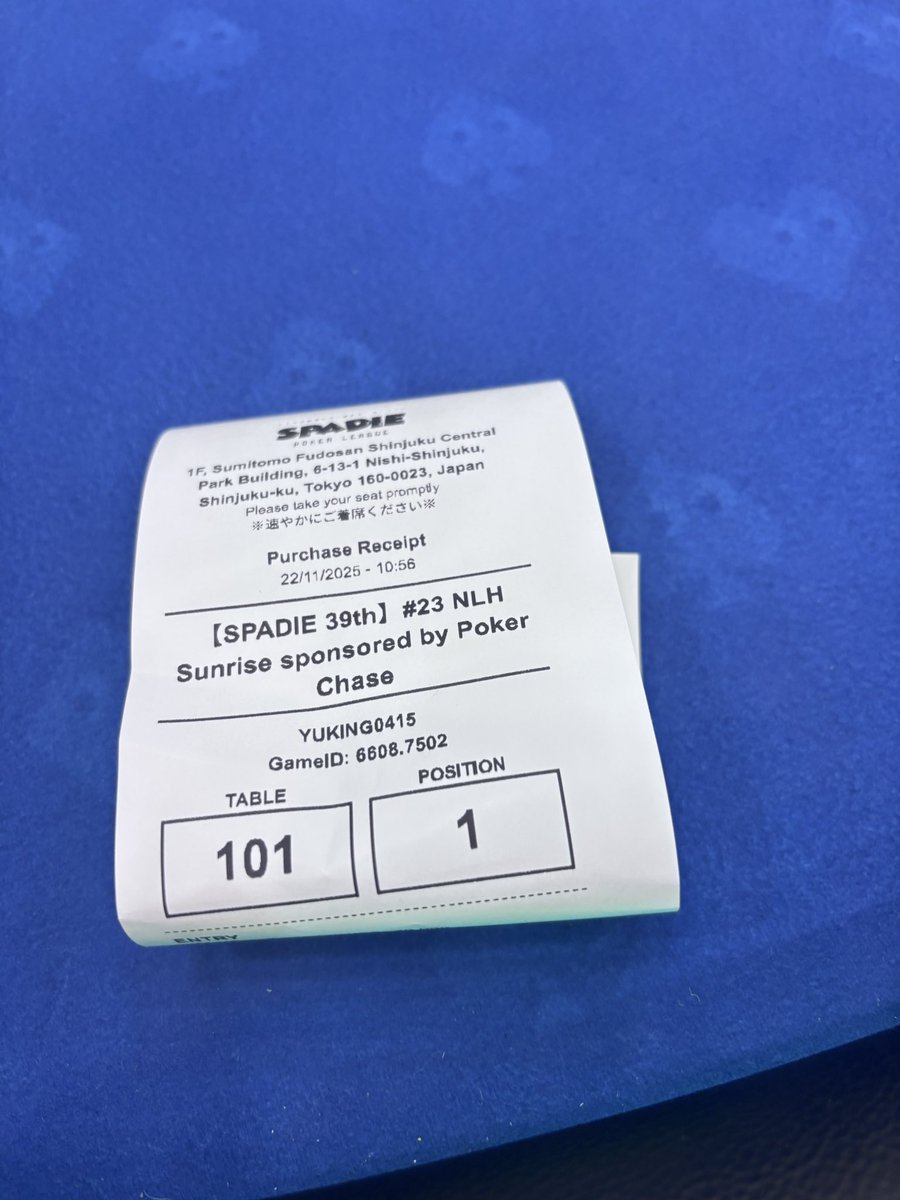 SPADIE
POKER LEAGUE
1F, Sumitomo Fudosan Shinjuku Central
Park Building, 6-13-1 Nishi-Shinjuku,
Shinjuku-ku, Tokyo 160-0023, Japan
Please take your seat promptly
※速やかにご着席ください※
Purchase Receipt
22/11/2025 - 10:56
【SPADIE 39th】 #23 NLH
Sunrise sponsored by Poker
Chase
YUKING0415
GameID: 6608.7502
TABLE POSITION
101 1
ENTRY